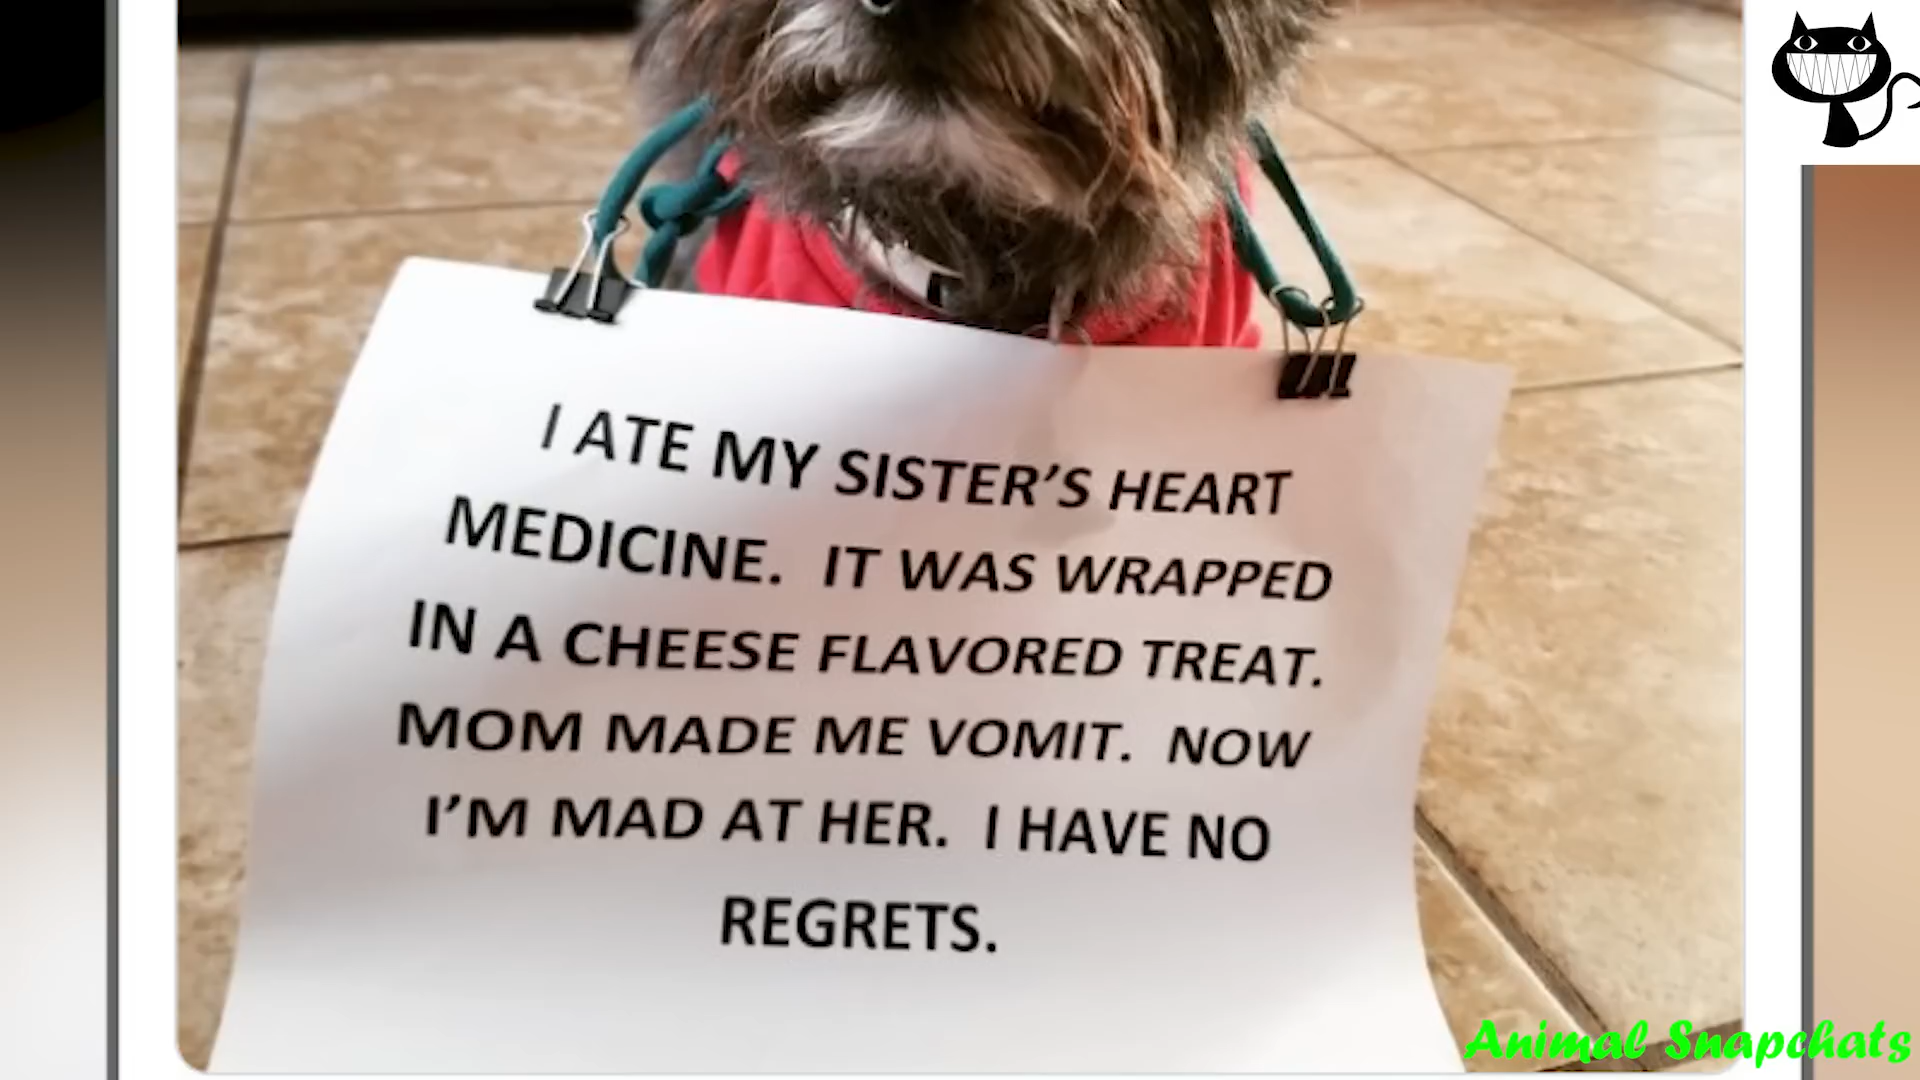 I ATE MY SISTER'S HEART
MEDICINE. IT WAS WRAPPED
IN A CHEESE FLAVORED TREAT.
MOM MADE ME VOMIT. NOW
I'M MAD AT HER. I HAVE NO
REGRETS.
Animal Snapchats